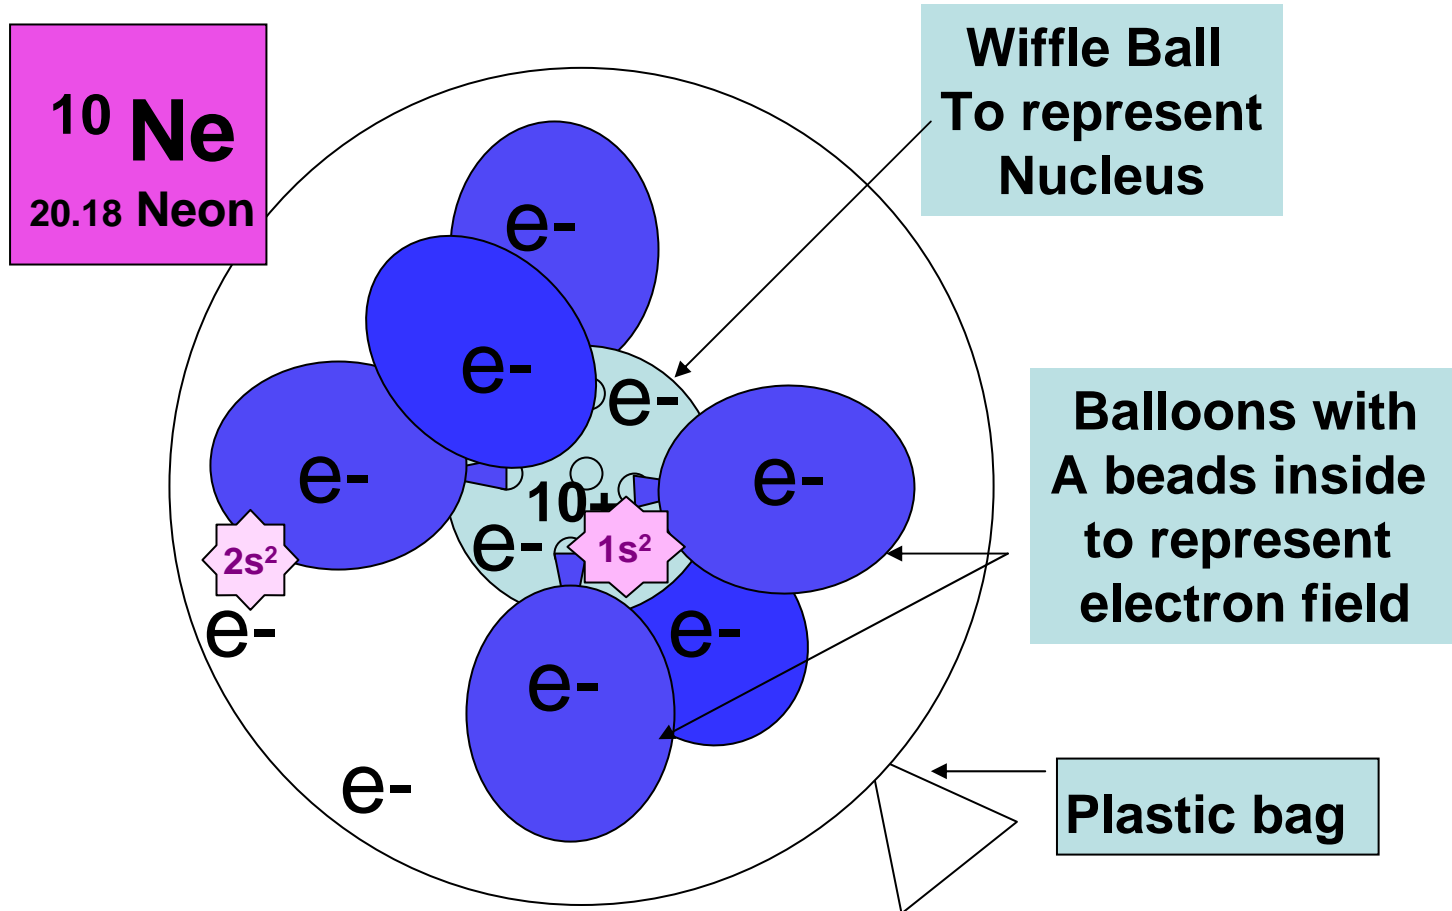 10 Ne
20.18 Neon
Wiffle Ball
To represent
Nucleus
e-
e-
e-
e-
e-
10+
e-
1s²
2s²
e-
e-
e-
e-
Balloons with
A beads inside
to represent
electron field
Plastic bag